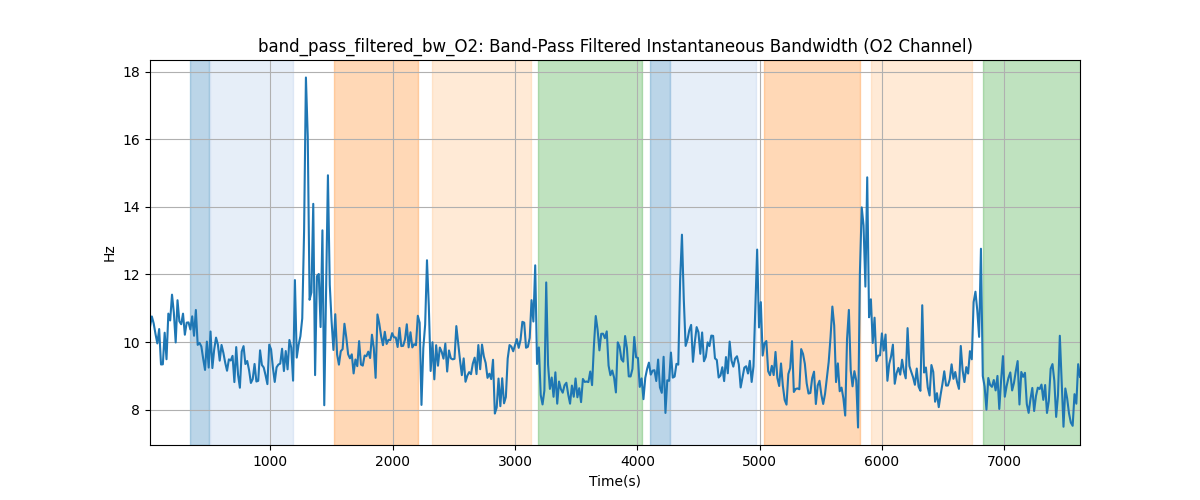 band_pass_filtered_bw_O2: Band-Pass Filtered Instantaneous Bandwidth (O2 Channel)
18
16
14
12
10
8
Hz
1000 2000 3000 4000 5000 6000 7000
Time(s)